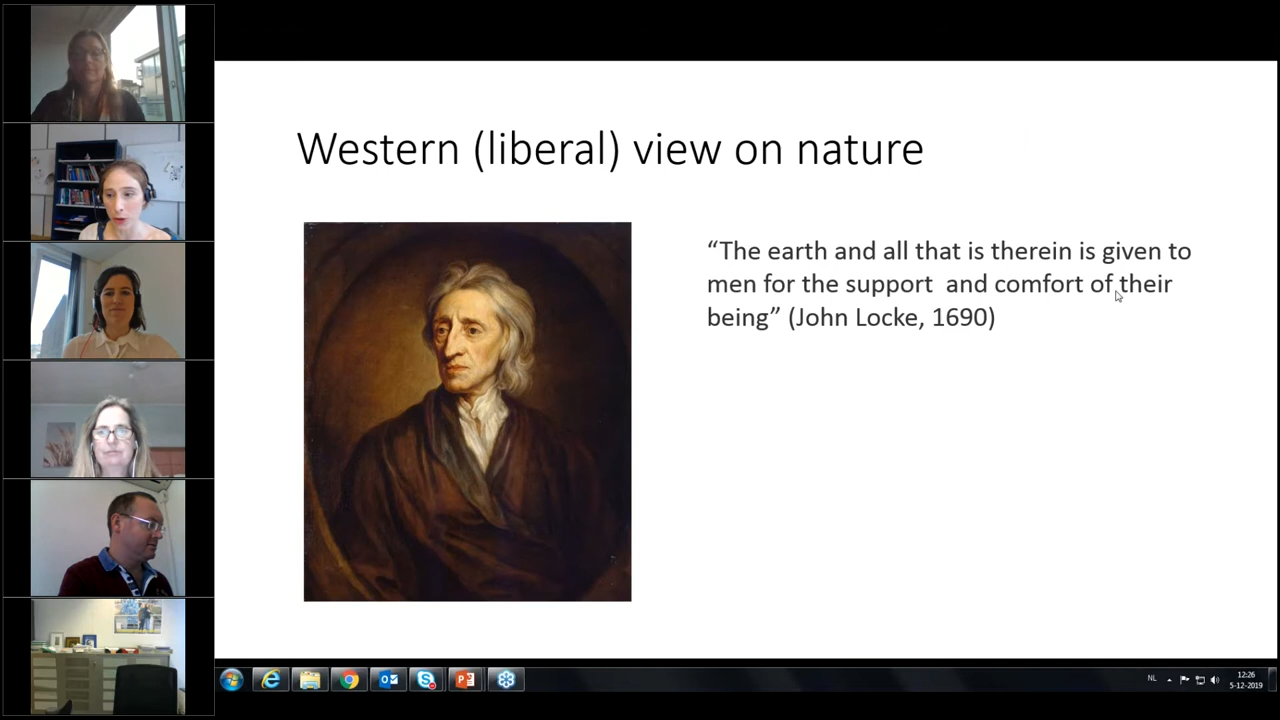 Western (liberal) view on nature
“The earth and all that is therein is given to
men for the support  and comfort of their
being” (John Locke, 1690)
NL
12:26
5-12-2019